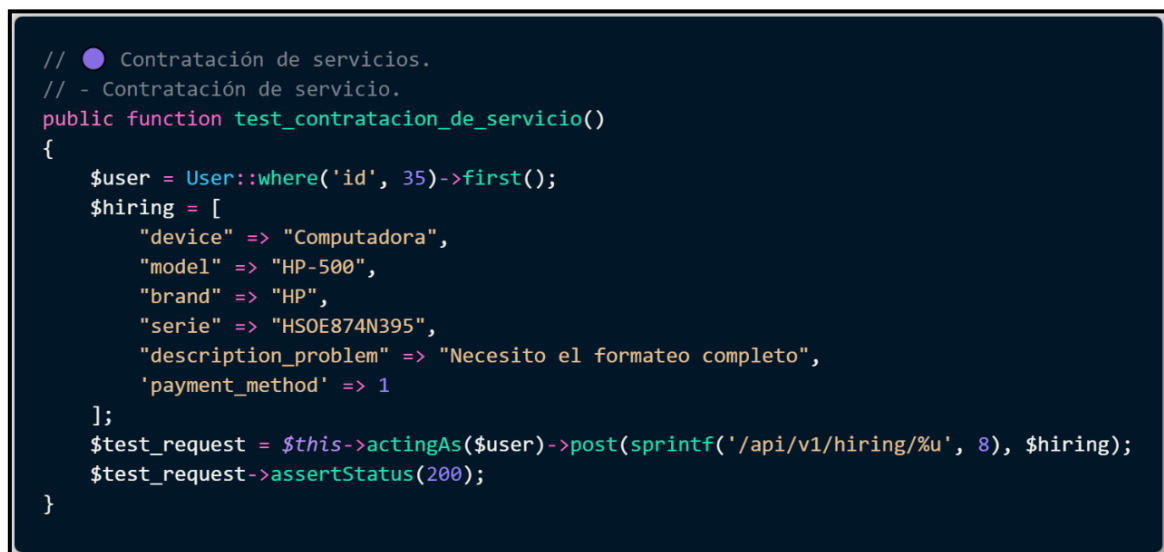 // Contratación de servicios.
// - Contratación de servicio.
public function test_contratacion_de_servicio()
{
    $user = User::where('id', 35)->first();
    $hiring = [
        "device" => "Computadora",
        "model" => "HP-500",
        "brand" => "HP",
        "serie" => "HSOE874N395",
        "description_problem" => "Necesito el formateo completo",
        'payment_method' => 1
    ];
    $test_request = $this->actingAs($user)->post(sprintf('/api/v1/hiring/%u', 8), $hiring);
    $test_request->assertStatus(200);
}